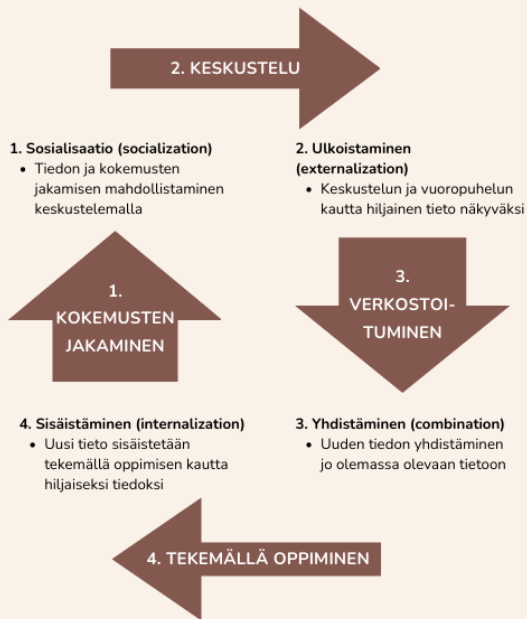 2. KESKUSTELU
1. Sosialisaatio (socialization)
• Tiedon ja kokemusten
jakamisen mahdollistaminen
keskustelemalla
2. Ulkoistaminen
(externalization)
• Keskustelun ja vuoropuhelun
kautta hiljainen tieto näkyväksi
1.
KOKEMUSTEN
JAKAMINEN
3.
VERKOSTOI-
TUMINEN
4. Sisäistäminen (internalization)
• Uusi tieto sisäistetään
tekemällä oppimisen kautta
hiljaiseksi tiedoksi
3. Yhdistäminen (combination)
• Uuden tiedon yhdistäminen
jo olemassa olevaan tietoon
4. TEKEMÄLLÄ OPPIMINEN